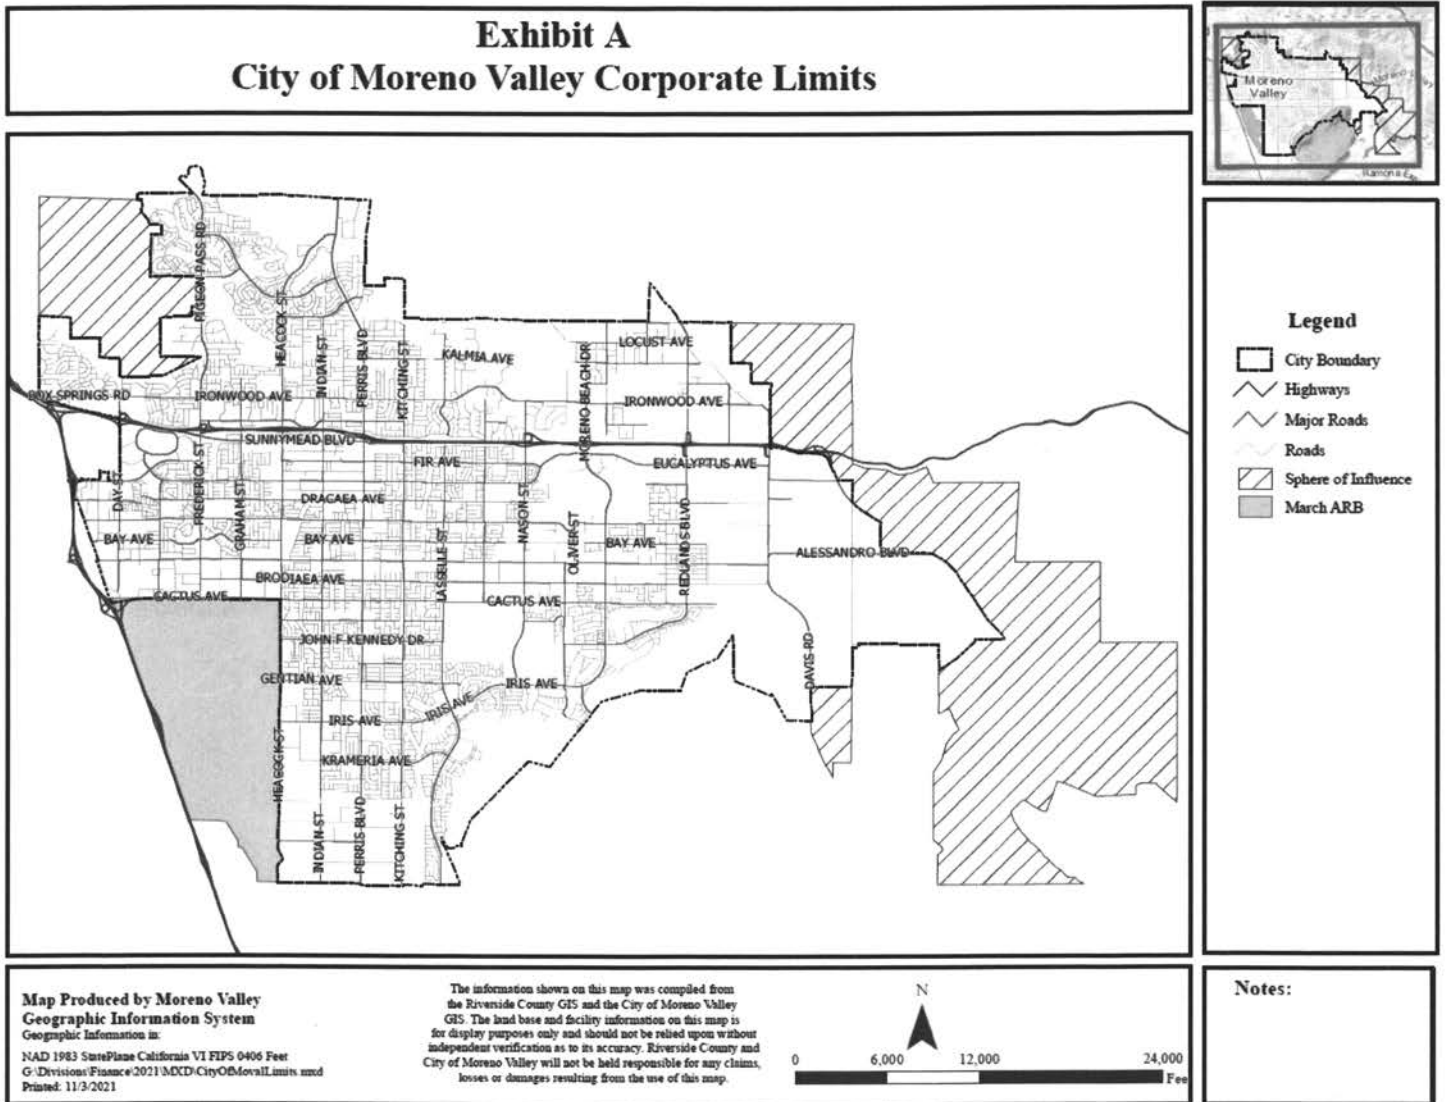 Exhibit A
City of Moreno Valley Corporate Limits
Moreno
Valley
Legend
City Boundary
Highways
Major Roads
Roads
Sphere of Influence
March ARB
PIGEON PASS RD
HEACOCK ST
INDIAN ST
PERRIS BLVD
KITCHING ST
KALMIA AVE
MORENO BEACH DR
LOCUST AVE
BOX SPRINGS RD
IRONWOOD AVE
IRONWOOD AVE
SUNNYMEAD BLVD
FIR AVE
EUCALYPTUS AVE
DAY ST
FREDERICK ST
GRAHAM ST
DRACAEA AVE
NASON ST
REDLANDS BLVD
BAY AVE
BAY AVE
LASSELLE ST
OLIVER ST
BAY AVE
ALESSANDRO BLVD
BRODIAEA AVE
CACTUS AVE
CACTUS AVE
JOHN F KENNEDY DR
DAVIS RD
GENTIAN AVE
IRIS AVE
IRIS AVE
IRIS AVE
HEACOCK ST
KRAMERIA AVE
INDIAN ST
PERRIS BLVD
KITCHING ST
Map Produced by Moreno Valley
Geographic Information System
Geographic Information in:
NAD 1983 StatePlane California VI FIPS 0406 Feet
G:\Divisions\Finance\2021\MXD\CityOfMovalLimits.mxd
Printed: 11/3/2021
The information shown on this map was compiled from
the Riverside County GIS and the City of Moreno Valley
GIS. The land base and facility information on this map is
for display purposes only and should not be relied upon without
independent verification as to its accuracy. Riverside County and
City of Moreno Valley will not be held responsible for any claims,
losses or damages resulting from the use of this map.
N
0 6,000 12,000 24,000
Fee
Notes: